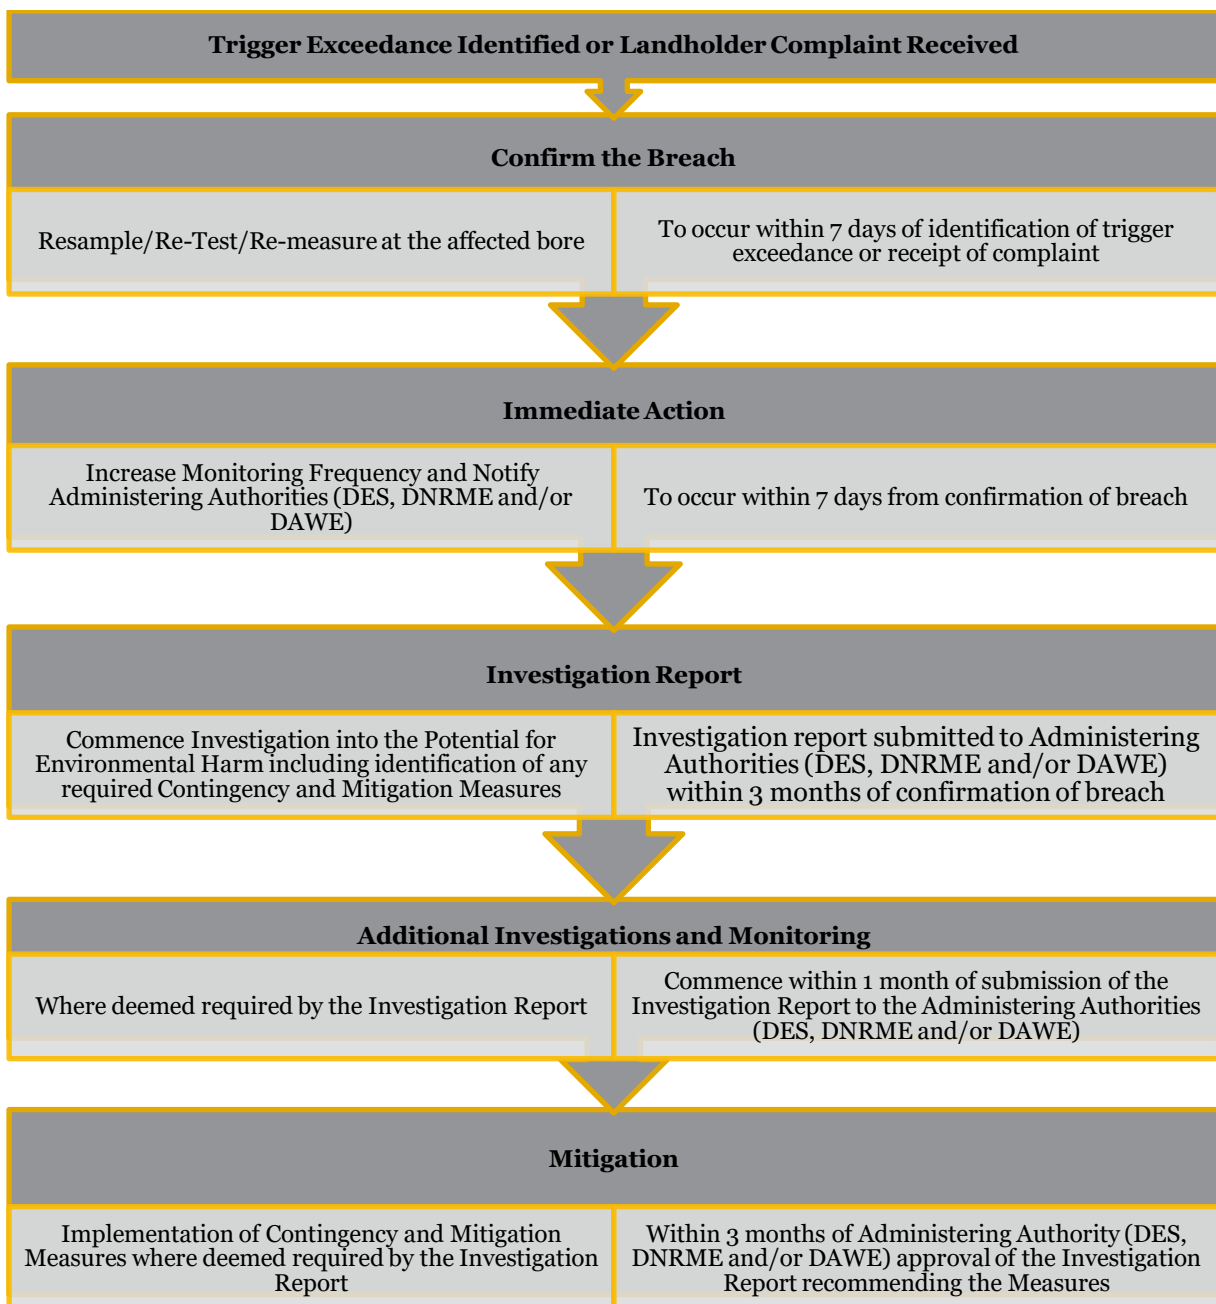 Trigger Exceedance Identified or Landholder Complaint Received
Confirm the Breach
Resample/Re-Test/Re-measure at the affected bore
To occur within 7 days of identification of trigger
exceedance or receipt of complaint
Immediate Action
Increase Monitoring Frequency and Notify
Administering Authorities (DES, DNRME and/or
DAWE)
To occur within 7 days from confirmation of breach
Investigation Report
Commence Investigation into the Potential for
Environmental Harm including identification of any
required Contingency and Mitigation Measures
Investigation report submitted to Administering
Authorities (DES, DNRME and/or DAWE)
within 3 months of confirmation of breach
Additional Investigations and Monitoring
Where deemed required by the Investigation Report
Commence within 1 month of submission of the
Investigation Report to the Administering Authorities
(DES, DNRME and/or DAWE)
Mitigation
Implementation of Contingency and Mitigation
Measures where deemed required by the Investigation
Report
Within 3 months of Administering Authority (DES,
DNRME and/or DAWE) approval of the Investigation
Report recommending the Measures